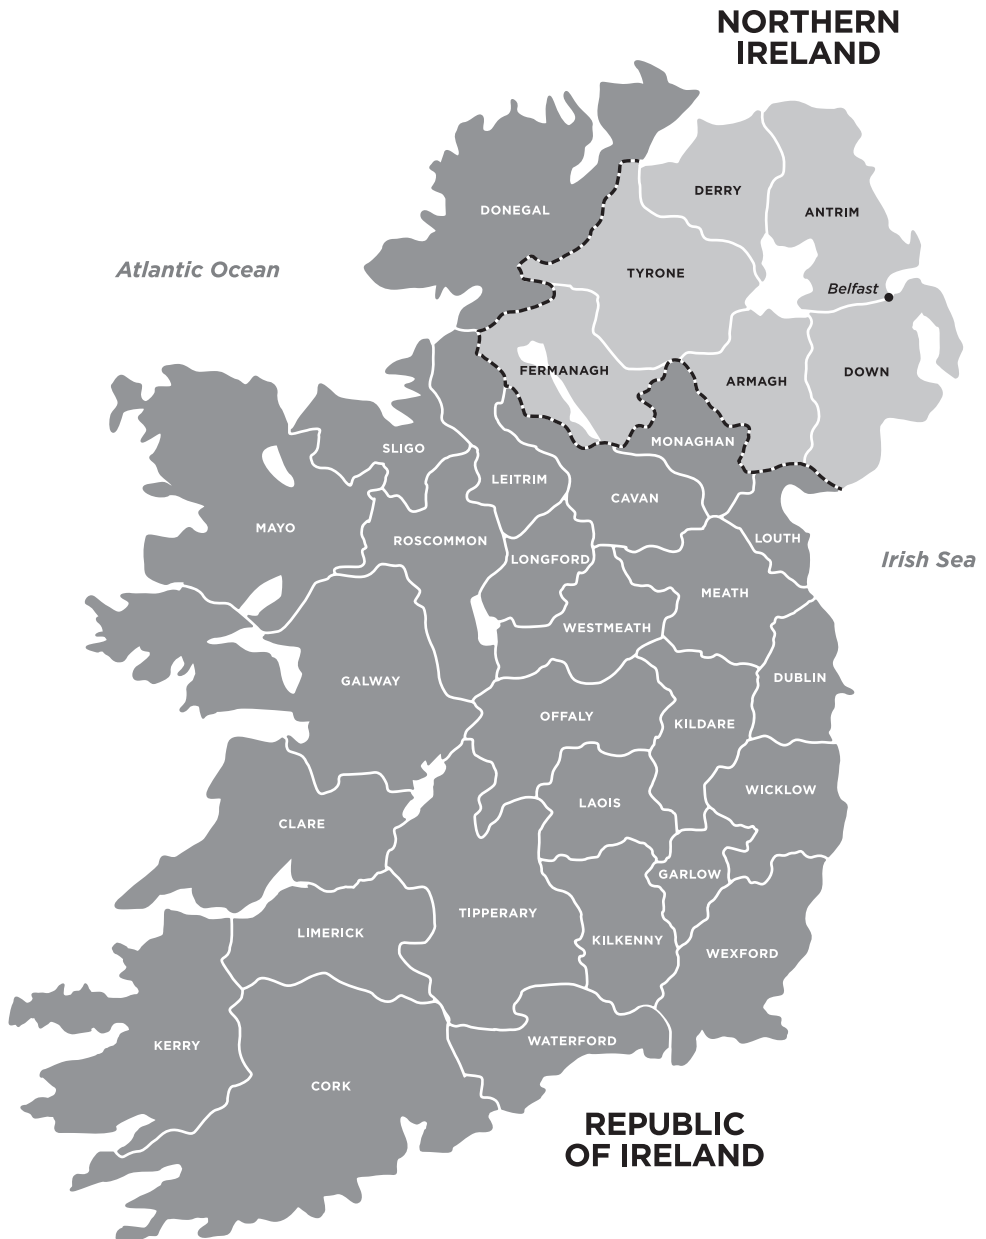 NORTHERN
IRELAND
DERRY
DONEGAL
ANTRIM
Atlantic Ocean
TYRONE
Belfast
FERMANAGH
DOWN
ARMAGH
MONAGHAN
SLIGO
LEITRIM
CAVAN
MAYO
ROSCOMMON
LOUTH
LONGFORD
Irish Sea
MEATH
WESTMEATH
DUBLIN
GALWAY
OFFALY
KILDARE
WICKLOW
LAOIS
CLARE
GARLOW
TIPPERARY
LIMERICK
KILKENNY
WEXFORD
WATERFORD
KERRY
CORK
REPUBLIC
OF IRELAND